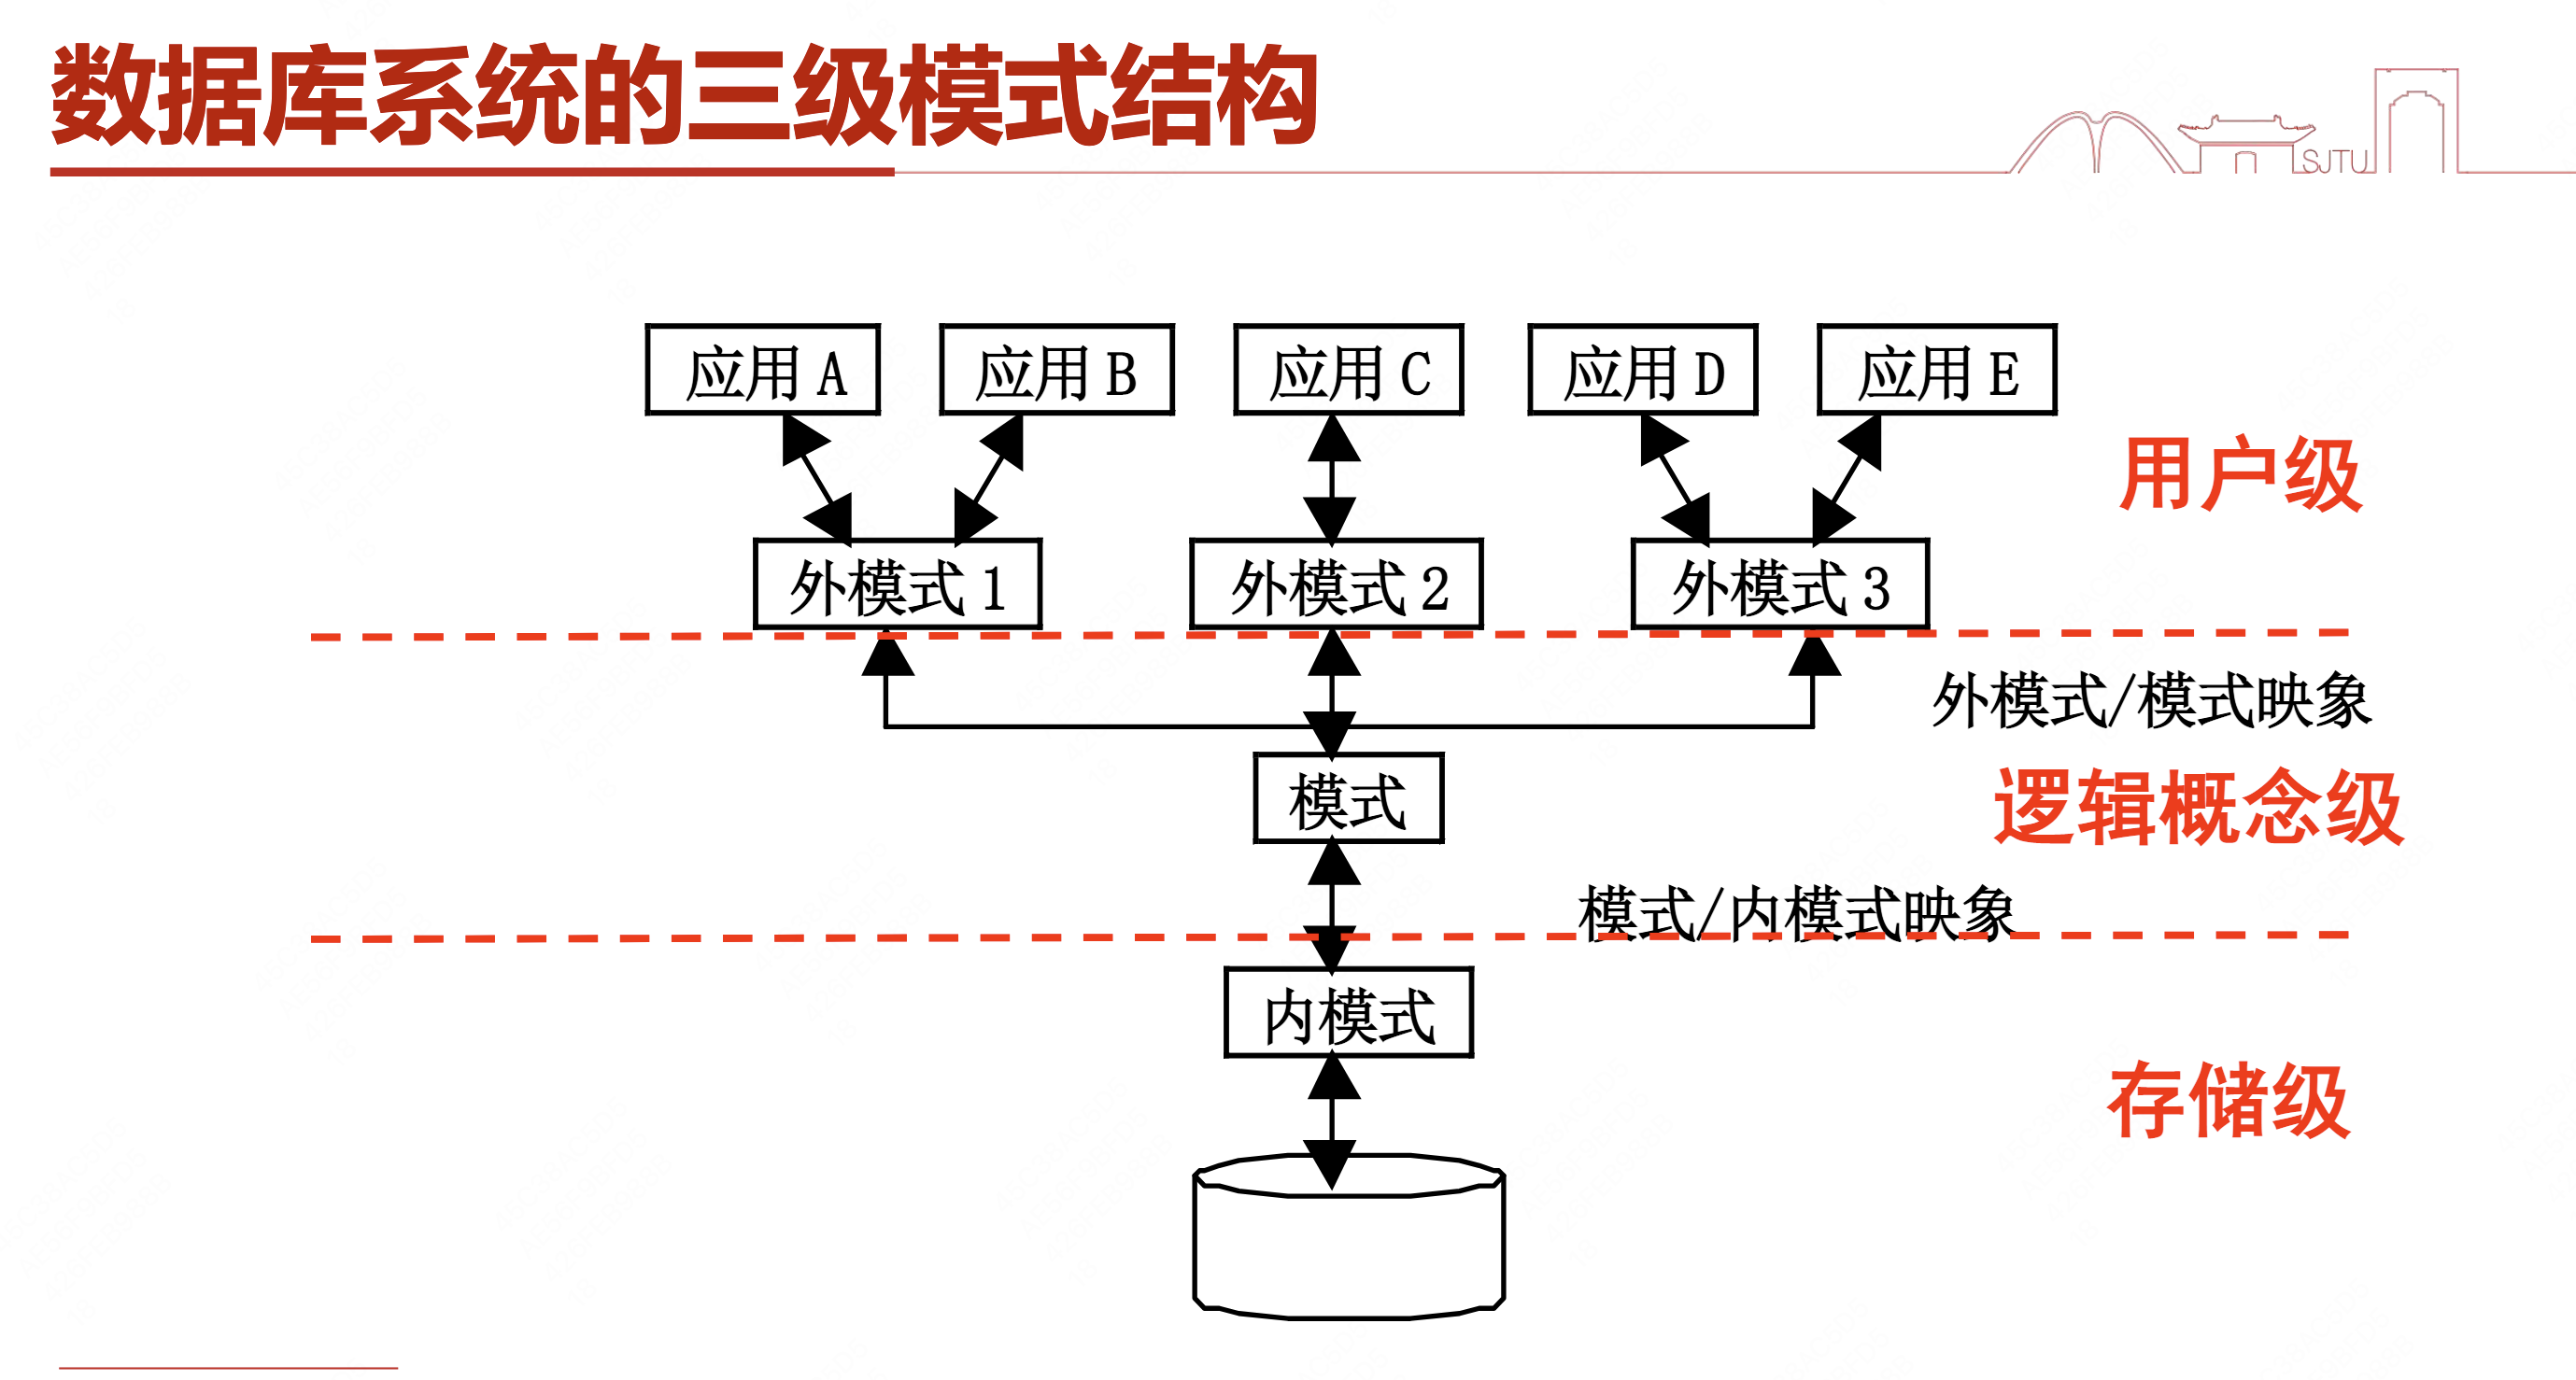 数据库系统的三级模式结构
SJTU
应用 A 应用 B 应用 C 应用 D 应用 E
用户级
外模式 1 外模式 2 外模式 3
外模式/模式映象
模式
逻辑概念级
模式/内模式映象
内模式
存储级